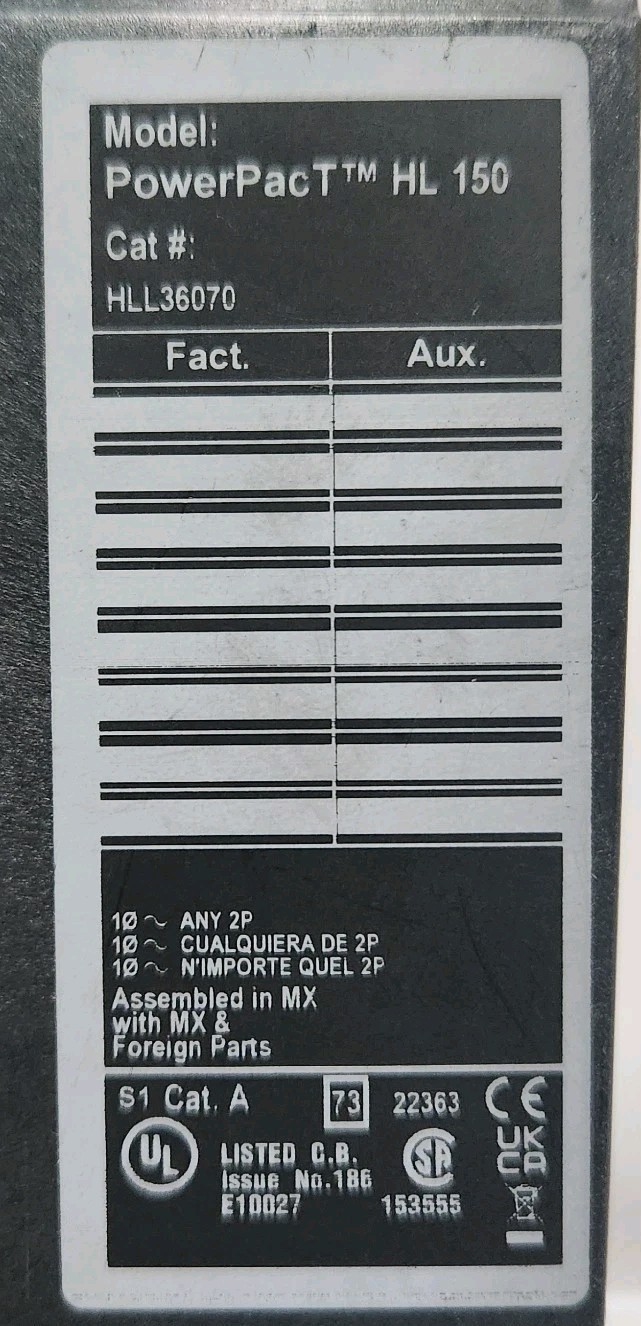 Model:
PowerPacT™ HL 150
Cat #:
HLL36070
Fact. Aux.
1Ø ~ ANY 2P
1Ø ~ CUALQUIERA DE 2P
1Ø ~ N'IMPORTE QUEL 2P
Assembled in MX
with MX &
Foreign Parts
S1 Cat. A 73 22363 CE
UL LISTED C.B. SA UK
CA
Issue No.186
E10027 153555